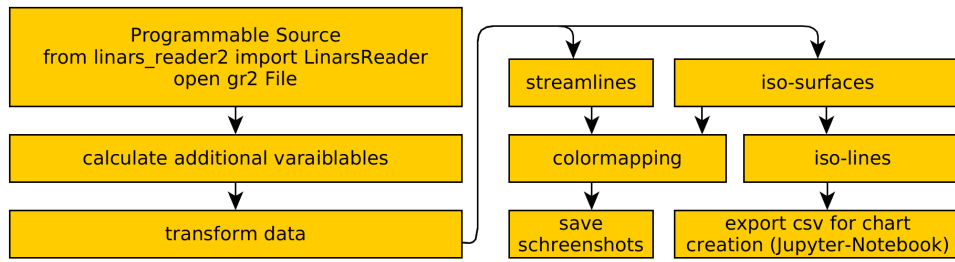 Programmable Source
from linars_reader2 import LinarsReader
open gr2 File
calculate additional varaiblables
transform data
streamlines
iso-surfaces
colormapping
iso-lines
save
schreenshots
export csv for chart
creation (Jupyter-Notebook)